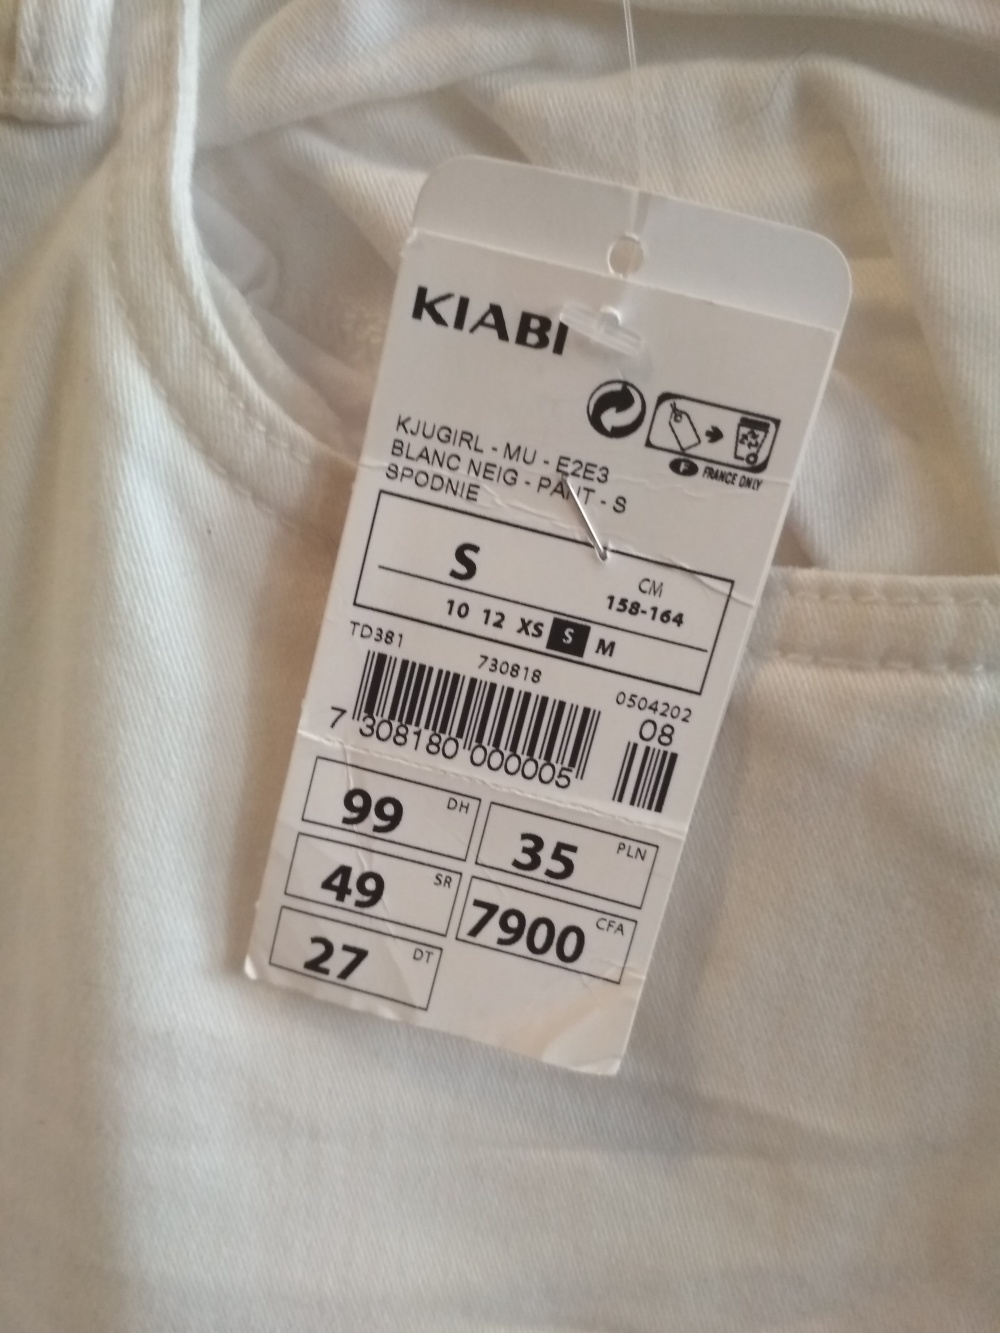 KIABI
F FRANCE ONLY
KJUGIRL - MU - E2E3
BLANC NEIG - PANT - S
SPODNIE
S
CM
158-164
10 12 XS S M
TD381
730818
0504202
08
7 308180 000005
99 DH
35 PLN
49 SR
7900 CFA
27 DT